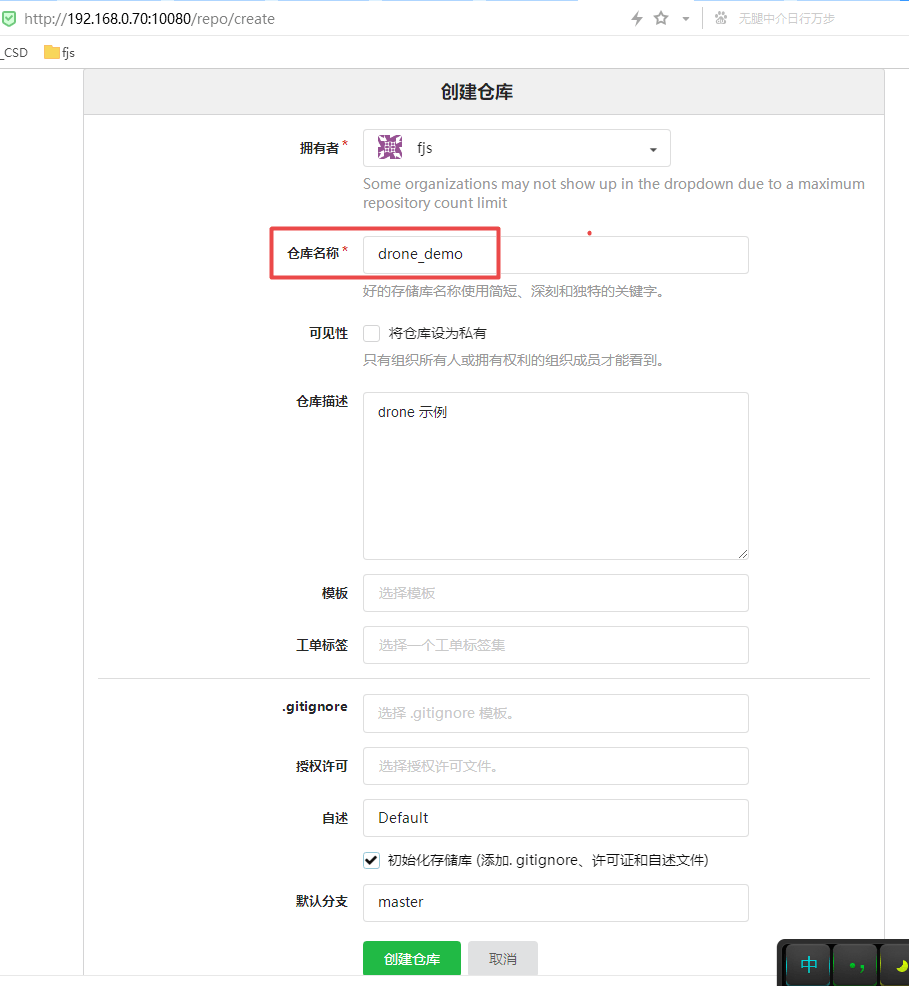 http://192.168.0.70:10080/repo/create
无腿中介日行万步
_CSD
fjs
创建仓库
拥有者*
fjs
Some organizations may not show up in the dropdown due to a maximum
repository count limit
仓库名称*
drone_demo
好的存储库名称使用简短、深刻和独特的关键字。
可见性
将仓库设为私有
只有组织所有人或拥有权利的组织成员才能看到。
仓库描述
drone 示例
模板
选择模板
工单标签
选择一个工单标签集
.gitignore
选择 .gitignore 模板。
授权许可
选择授权许可文件。
自述
Default
初始化存储库 (添加. gitignore、许可证和自述文件)
默认分支
master
创建仓库
取消
中